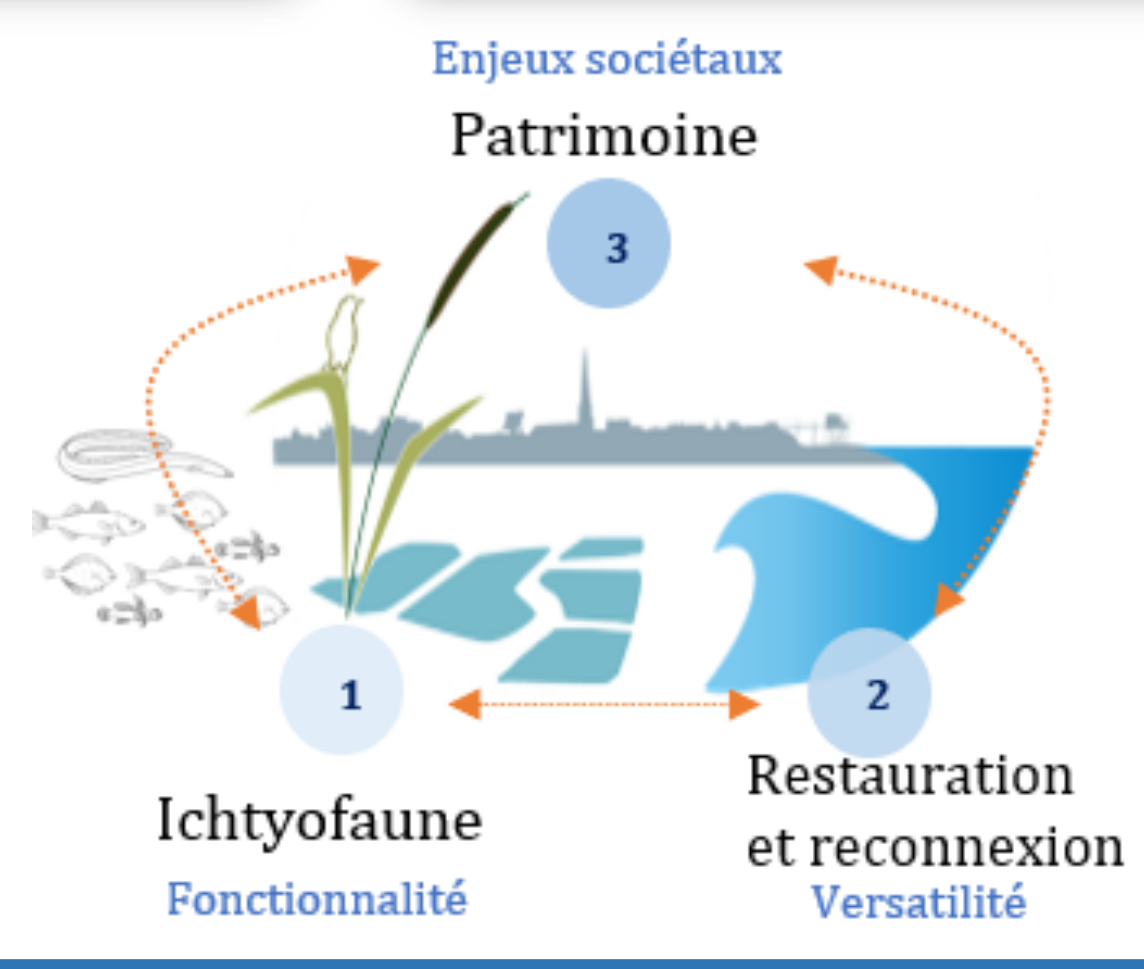 Enjeux sociétaux
Patrimoine
3
1
2
Ichtyofaune
Fonctionnalité
Restauration
et reconnexion
Versatilité